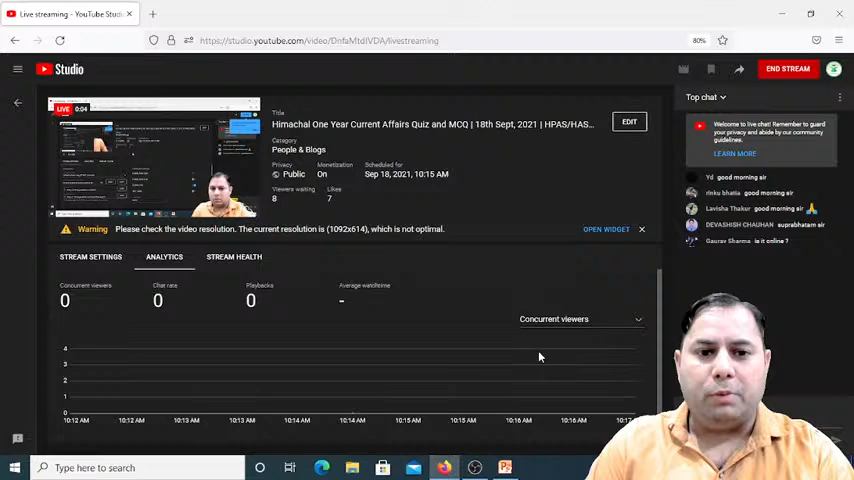 Live streaming - YouTube Studio
https://studio.youtube.com/video/DnfaMtdIVDA/livestreaming
80%
Studio
END STREAM
LIVE 0:04
Title
Himachal One Year Current Affairs Quiz and MCQ | 18th Sept, 2021 | HPAS/HAS...
EDIT
Category
People & Blogs
Privacy Monetization Scheduled for
Public On Sep 18, 2021, 10:15 AM
Viewers waiting Likes
8 7
Warning Please check the video resolution. The current resolution is (1092x614), which is not optimal.
OPEN WIDGET
STREAM SETTINGS ANALYTICS STREAM HEALTH
Concurrent viewers Chat rate Playbacks Average watchtime
0 0 0 -
Concurrent viewers
4
3
2
1
0
10:12 AM 10:12 AM 10:13 AM 10:13 AM 10:14 AM 10:14 AM 10:15 AM 10:15 AM 10:16 AM 10:16 AM 10:17
Top chat
Welcome to live chat! Remember to guard
your privacy and abide by our community
guidelines.
LEARN MORE
Yd good morning sir
rinku bhatia good morning sir
Lavisha Thakur good morning sir
DEVASHISH CHAUHAN suprabhatam sir
Gaurav Sharma is it online ?
Type here to search